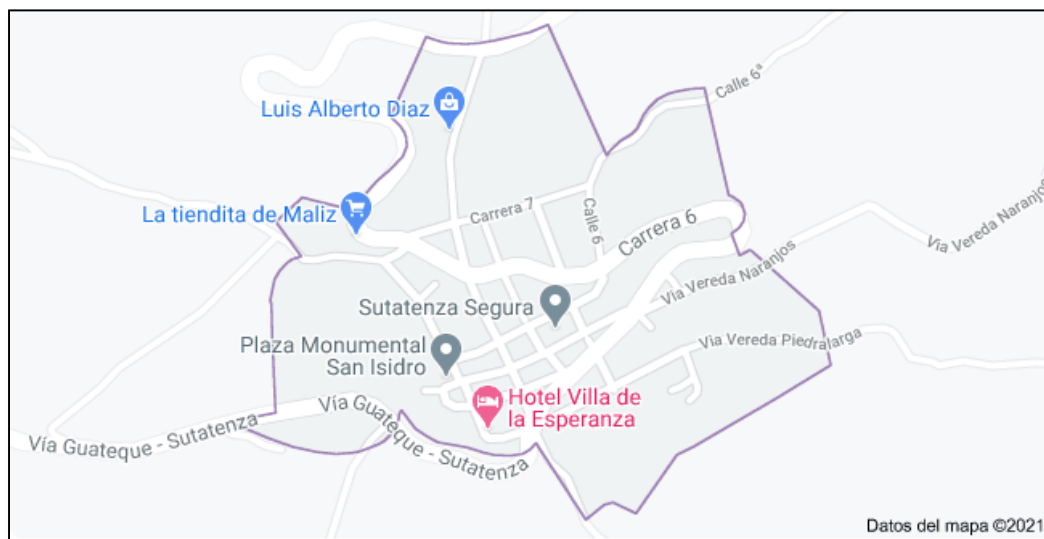 Calle 6ª
Luis Alberto Diaz
Carrera 7
La tiendita de Maliz
Calle 6
Carrera 6
Via Vereda Naranjos
Vía Vereda Naranjos
Sutatenza Segura
Via Vereda Piedralarga
Plaza Monumental
San Isidro
Hotel Villa de
la Esperanza
Vía Guateque - Sutatenza
Vía Guateque - Sutatenza
Datos del mapa ©2021